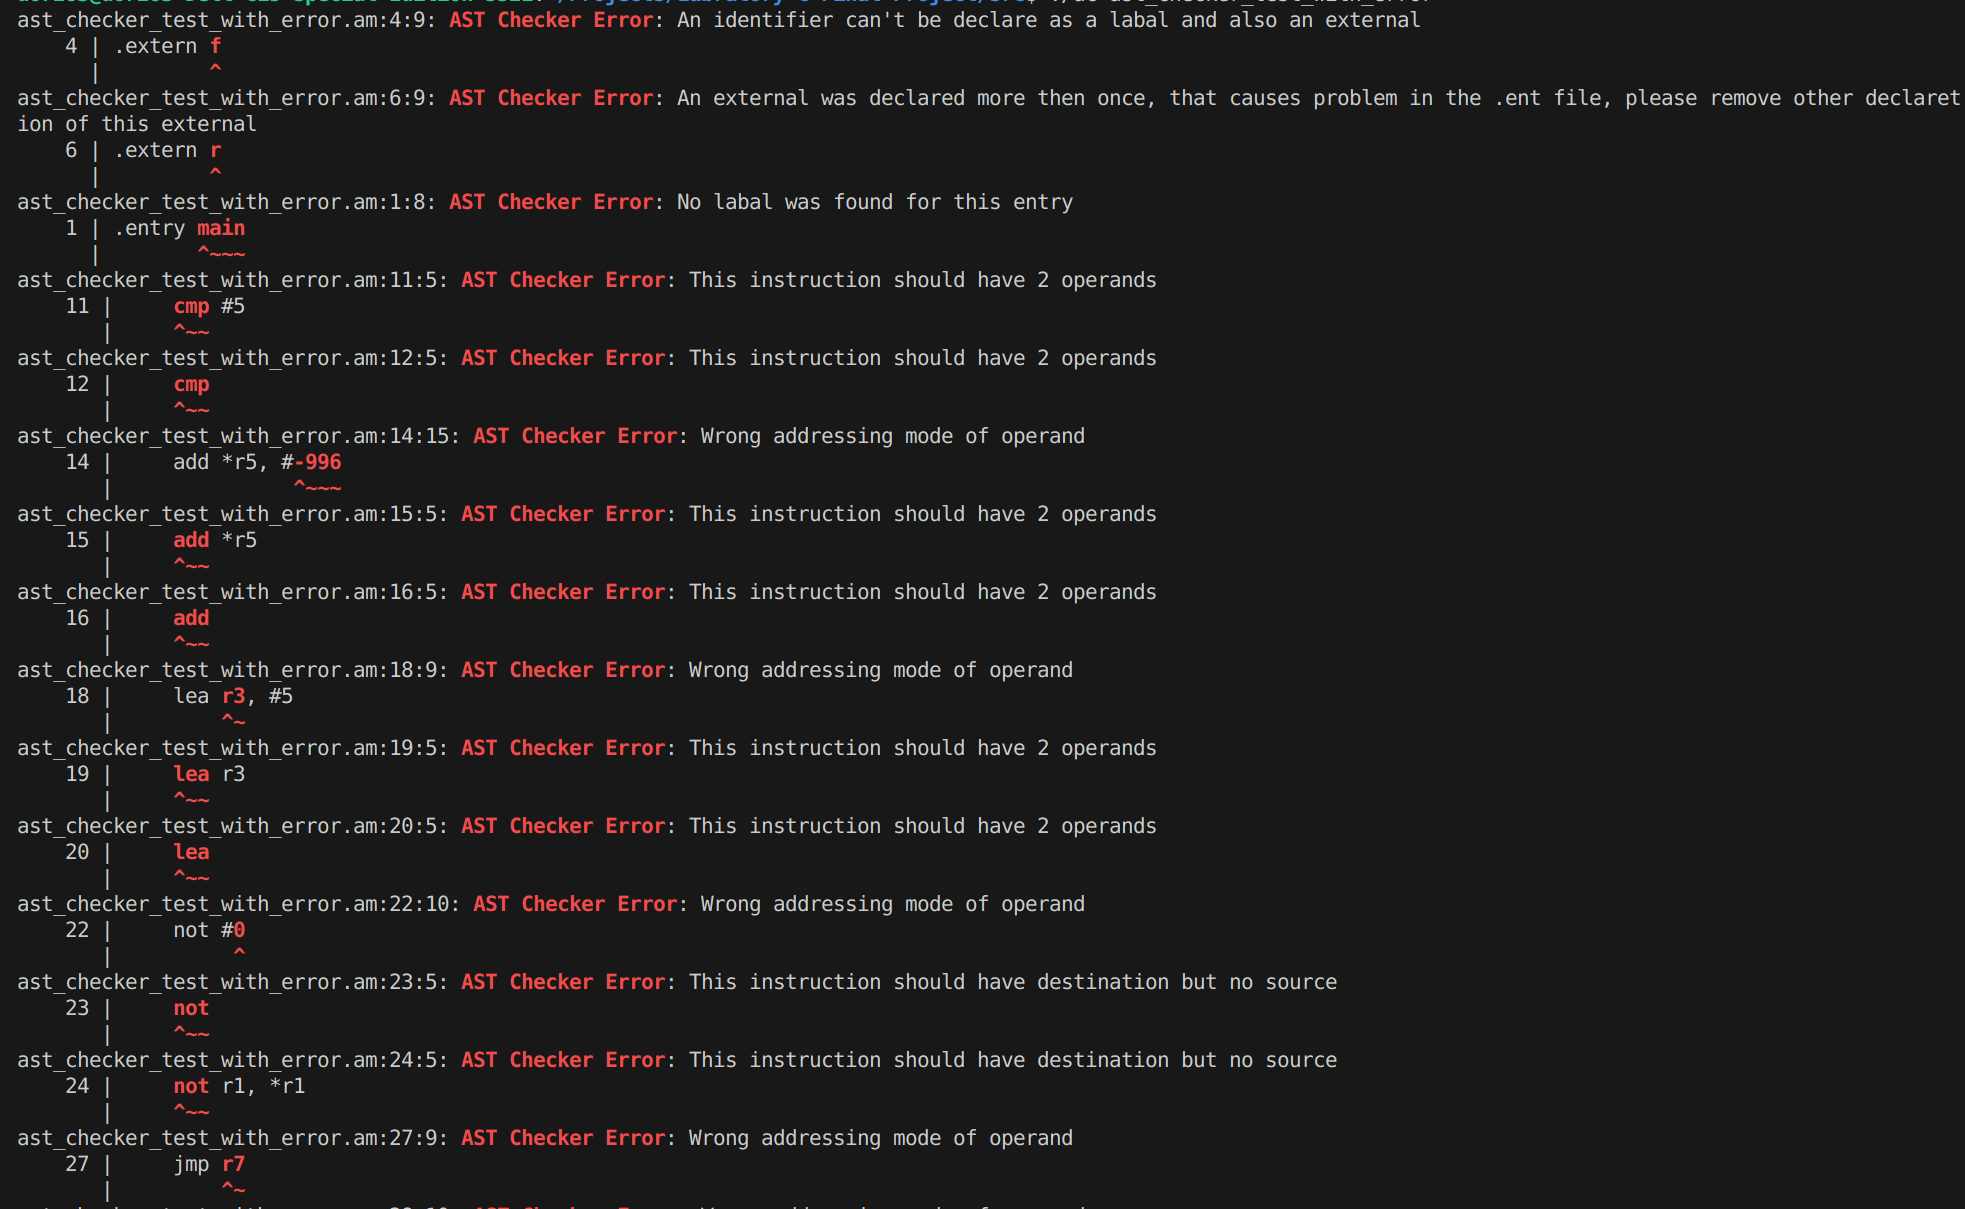 ast_checker_test_with_error.am:4:9: AST Checker Error: An identifier can't be declare as a labal and also an external
    4 | .extern f
      |         ^
ast_checker_test_with_error.am:6:9: AST Checker Error: An external was declared more then once, that causes problem in the .ent file, please remove other declaret
ion of this external
    6 | .extern r
      |         ^
ast_checker_test_with_error.am:1:8: AST Checker Error: No labal was found for this entry
    1 | .entry main
      |        ^~~~
ast_checker_test_with_error.am:11:5: AST Checker Error: This instruction should have 2 operands
    11 |     cmp #5
       |     ^~~
ast_checker_test_with_error.am:12:5: AST Checker Error: This instruction should have 2 operands
    12 |     cmp
       |     ^~~
ast_checker_test_with_error.am:14:15: AST Checker Error: Wrong addressing mode of operand
    14 |     add *r5, #-996
       |               ^~~~
ast_checker_test_with_error.am:15:5: AST Checker Error: This instruction should have 2 operands
    15 |     add *r5
       |     ^~~
ast_checker_test_with_error.am:16:5: AST Checker Error: This instruction should have 2 operands
    16 |     add
       |     ^~~
ast_checker_test_with_error.am:18:9: AST Checker Error: Wrong addressing mode of operand
    18 |     lea r3, #5
       |         ^~
ast_checker_test_with_error.am:19:5: AST Checker Error: This instruction should have 2 operands
    19 |     lea r3
       |     ^~~
ast_checker_test_with_error.am:20:5: AST Checker Error: This instruction should have 2 operands
    20 |     lea
       |     ^~~
ast_checker_test_with_error.am:22:10: AST Checker Error: Wrong addressing mode of operand
    22 |     not #0
       |          ^
ast_checker_test_with_error.am:23:5: AST Checker Error: This instruction should have destination but no source
    23 |     not
       |     ^~~
ast_checker_test_with_error.am:24:5: AST Checker Error: This instruction should have destination but no source
    24 |     not r1, *r1
       |     ^~~
ast_checker_test_with_error.am:27:9: AST Checker Error: Wrong addressing mode of operand
    27 |     jmp r7
       |         ^~